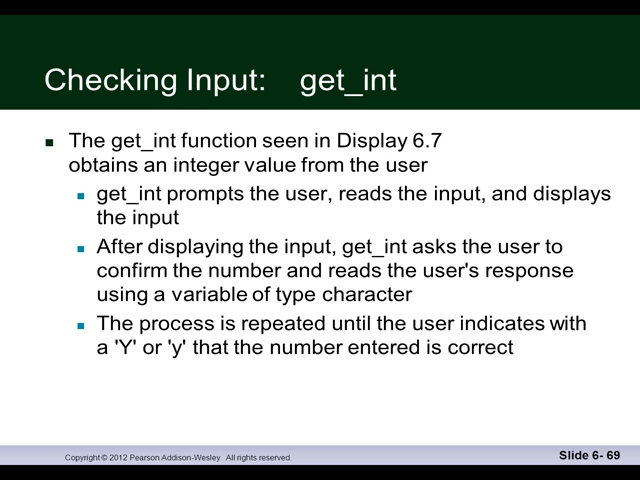 Checking Input: get_int
The get_int function seen in Display 6.7
obtains an integer value from the user
get_int prompts the user, reads the input, and displays
the input
After displaying the input, get_int asks the user to
confirm the number and reads the user's response
using a variable of type character
The process is repeated until the user indicates with
a 'Y' or 'y' that the number entered is correct
Copyright © 2012 Pearson Addison-Wesley. All rights reserved.
Slide 6- 69